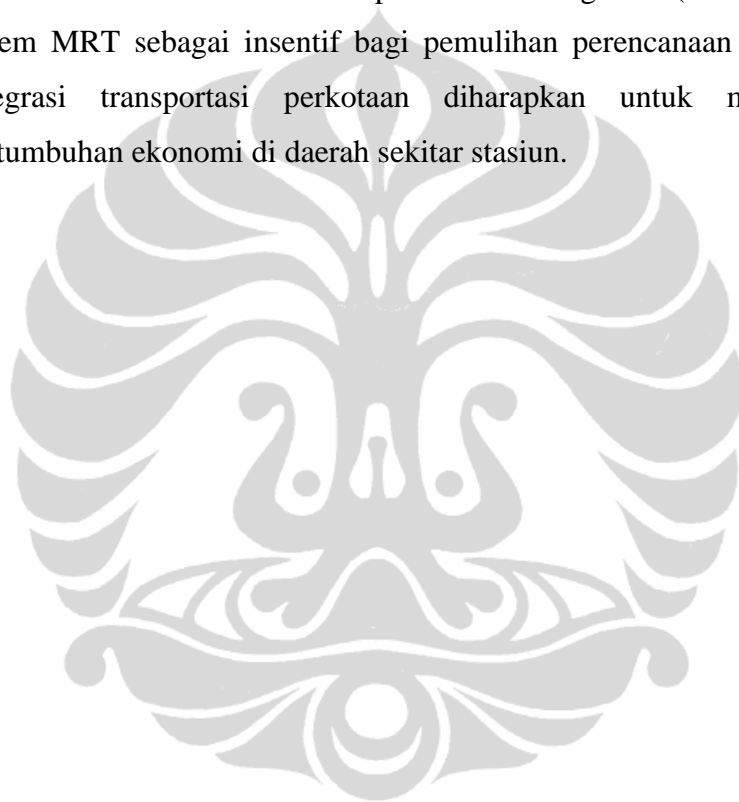 em MRT sebagai insentif bagi pemulihan perencanaan
egrasi transportasi perkotaan diharapkan untuk m
tumbuhan ekonomi di daerah sekitar stasiun.